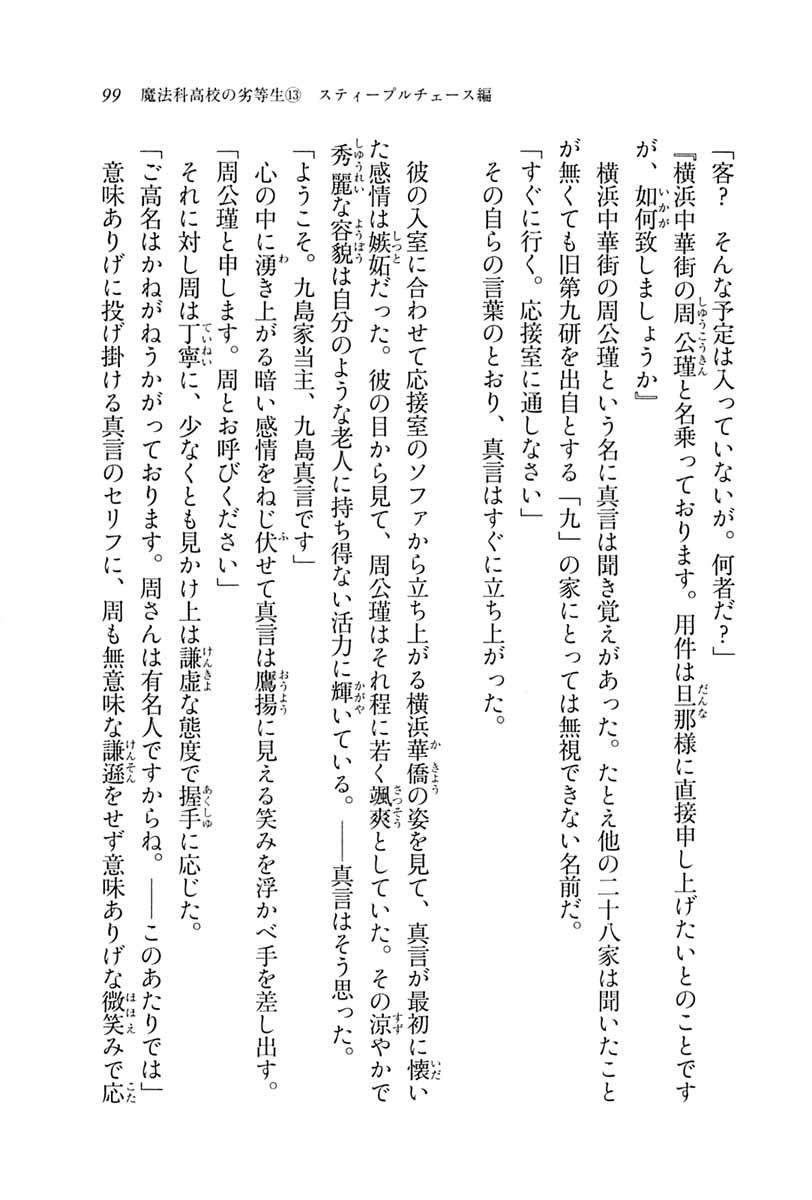 99　魔法科高校の劣等生⑬　スティープルチェース編
「客？　そんな予定は入っていないが。何者だ？」
『横浜中華街の周公瑾と名乗っております。用件は旦那様に直接申し上げたいとのことです
が、如何致しましょうか』
　横浜中華街の周公瑾という名に真言は聞き覚えがあった。たとえ他の二十八家は聞いたこと
が無くても旧第九研を出自とする「九」の家にとっては無視できない名前だ。
「すぐに行く。応接室に通しなさい」
　その自らの言葉のとおり、真言はすぐに立ち上がった。
　彼の入室に合わせて応接室のソファから立ち上がる横浜華僑の姿を見て、真言が最初に懐い
た感情は嫉妬だった。彼の目から見て、周公瑾はそれ程に若く颯爽としていた。その涼やかで
秀麗な容貌は自分のような老人に持ち得ない活力に輝いている。――真言はそう思った。
「ようこそ。九島家当主、九島真言です」
　心の中に湧き上がる暗い感情をねじ伏せて真言は鷹揚に見える笑みを浮かべ手を差し出す。
「周公瑾と申します。周とお呼びください」
　それに対し周は丁寧に、少なくとも見かけ上は謙虚な態度で握手に応じた。
「ご高名はかねがねうかがっております。周さんは有名人ですからね。――このあたりでは」
　意味ありげに投げ掛ける真言のセリフに、周も無意味な謙遜をせず意味ありげな微笑みで応